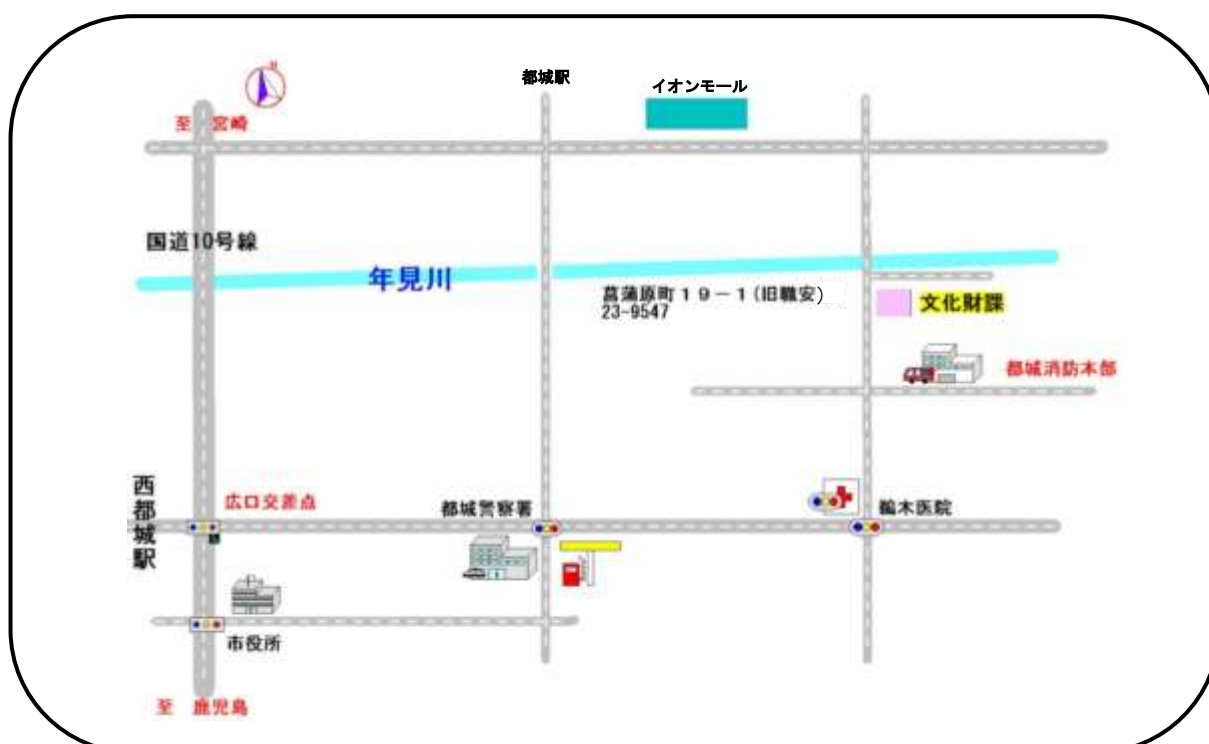 N
都城駅
イオンモール
至 宮崎
国道10号線
年見川
菖蒲原町19-1(旧職安)
23-9547
文化財課
都城消防本部
西都城駅
広口交差点
都城警察署
鶴木医院
市役所
至 鹿児島